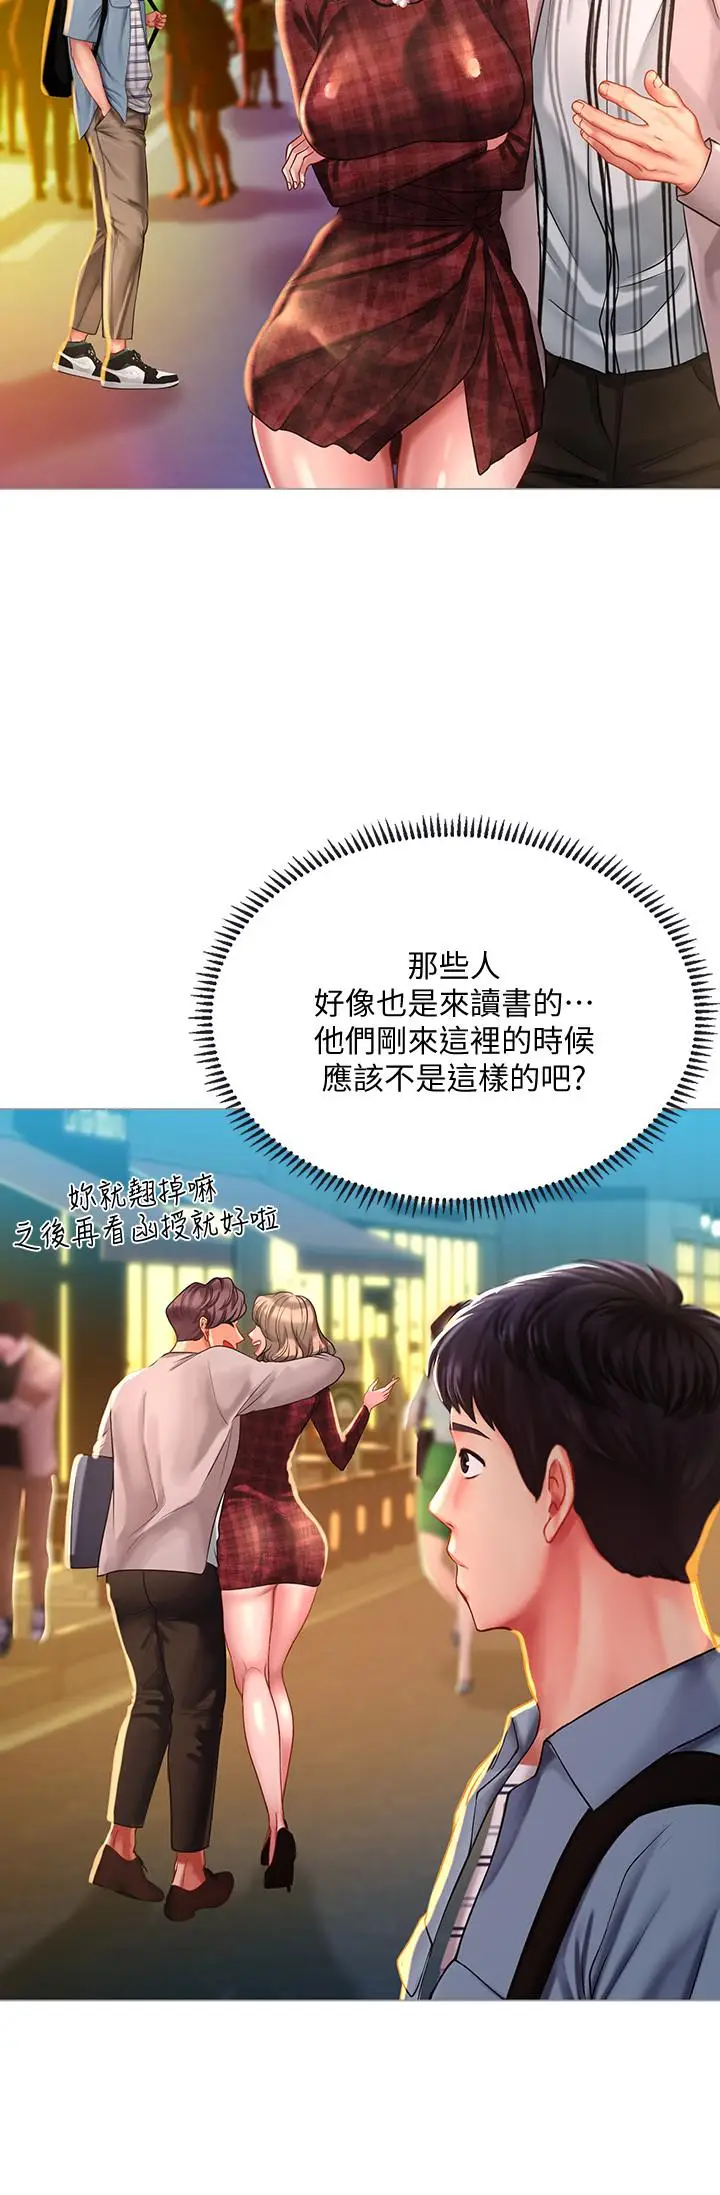 那些人
好像也是來讀書的…
他們剛來這裡的時候
應該不是這樣的吧?
妳就翹掉嘛
之後再看函授就好啦